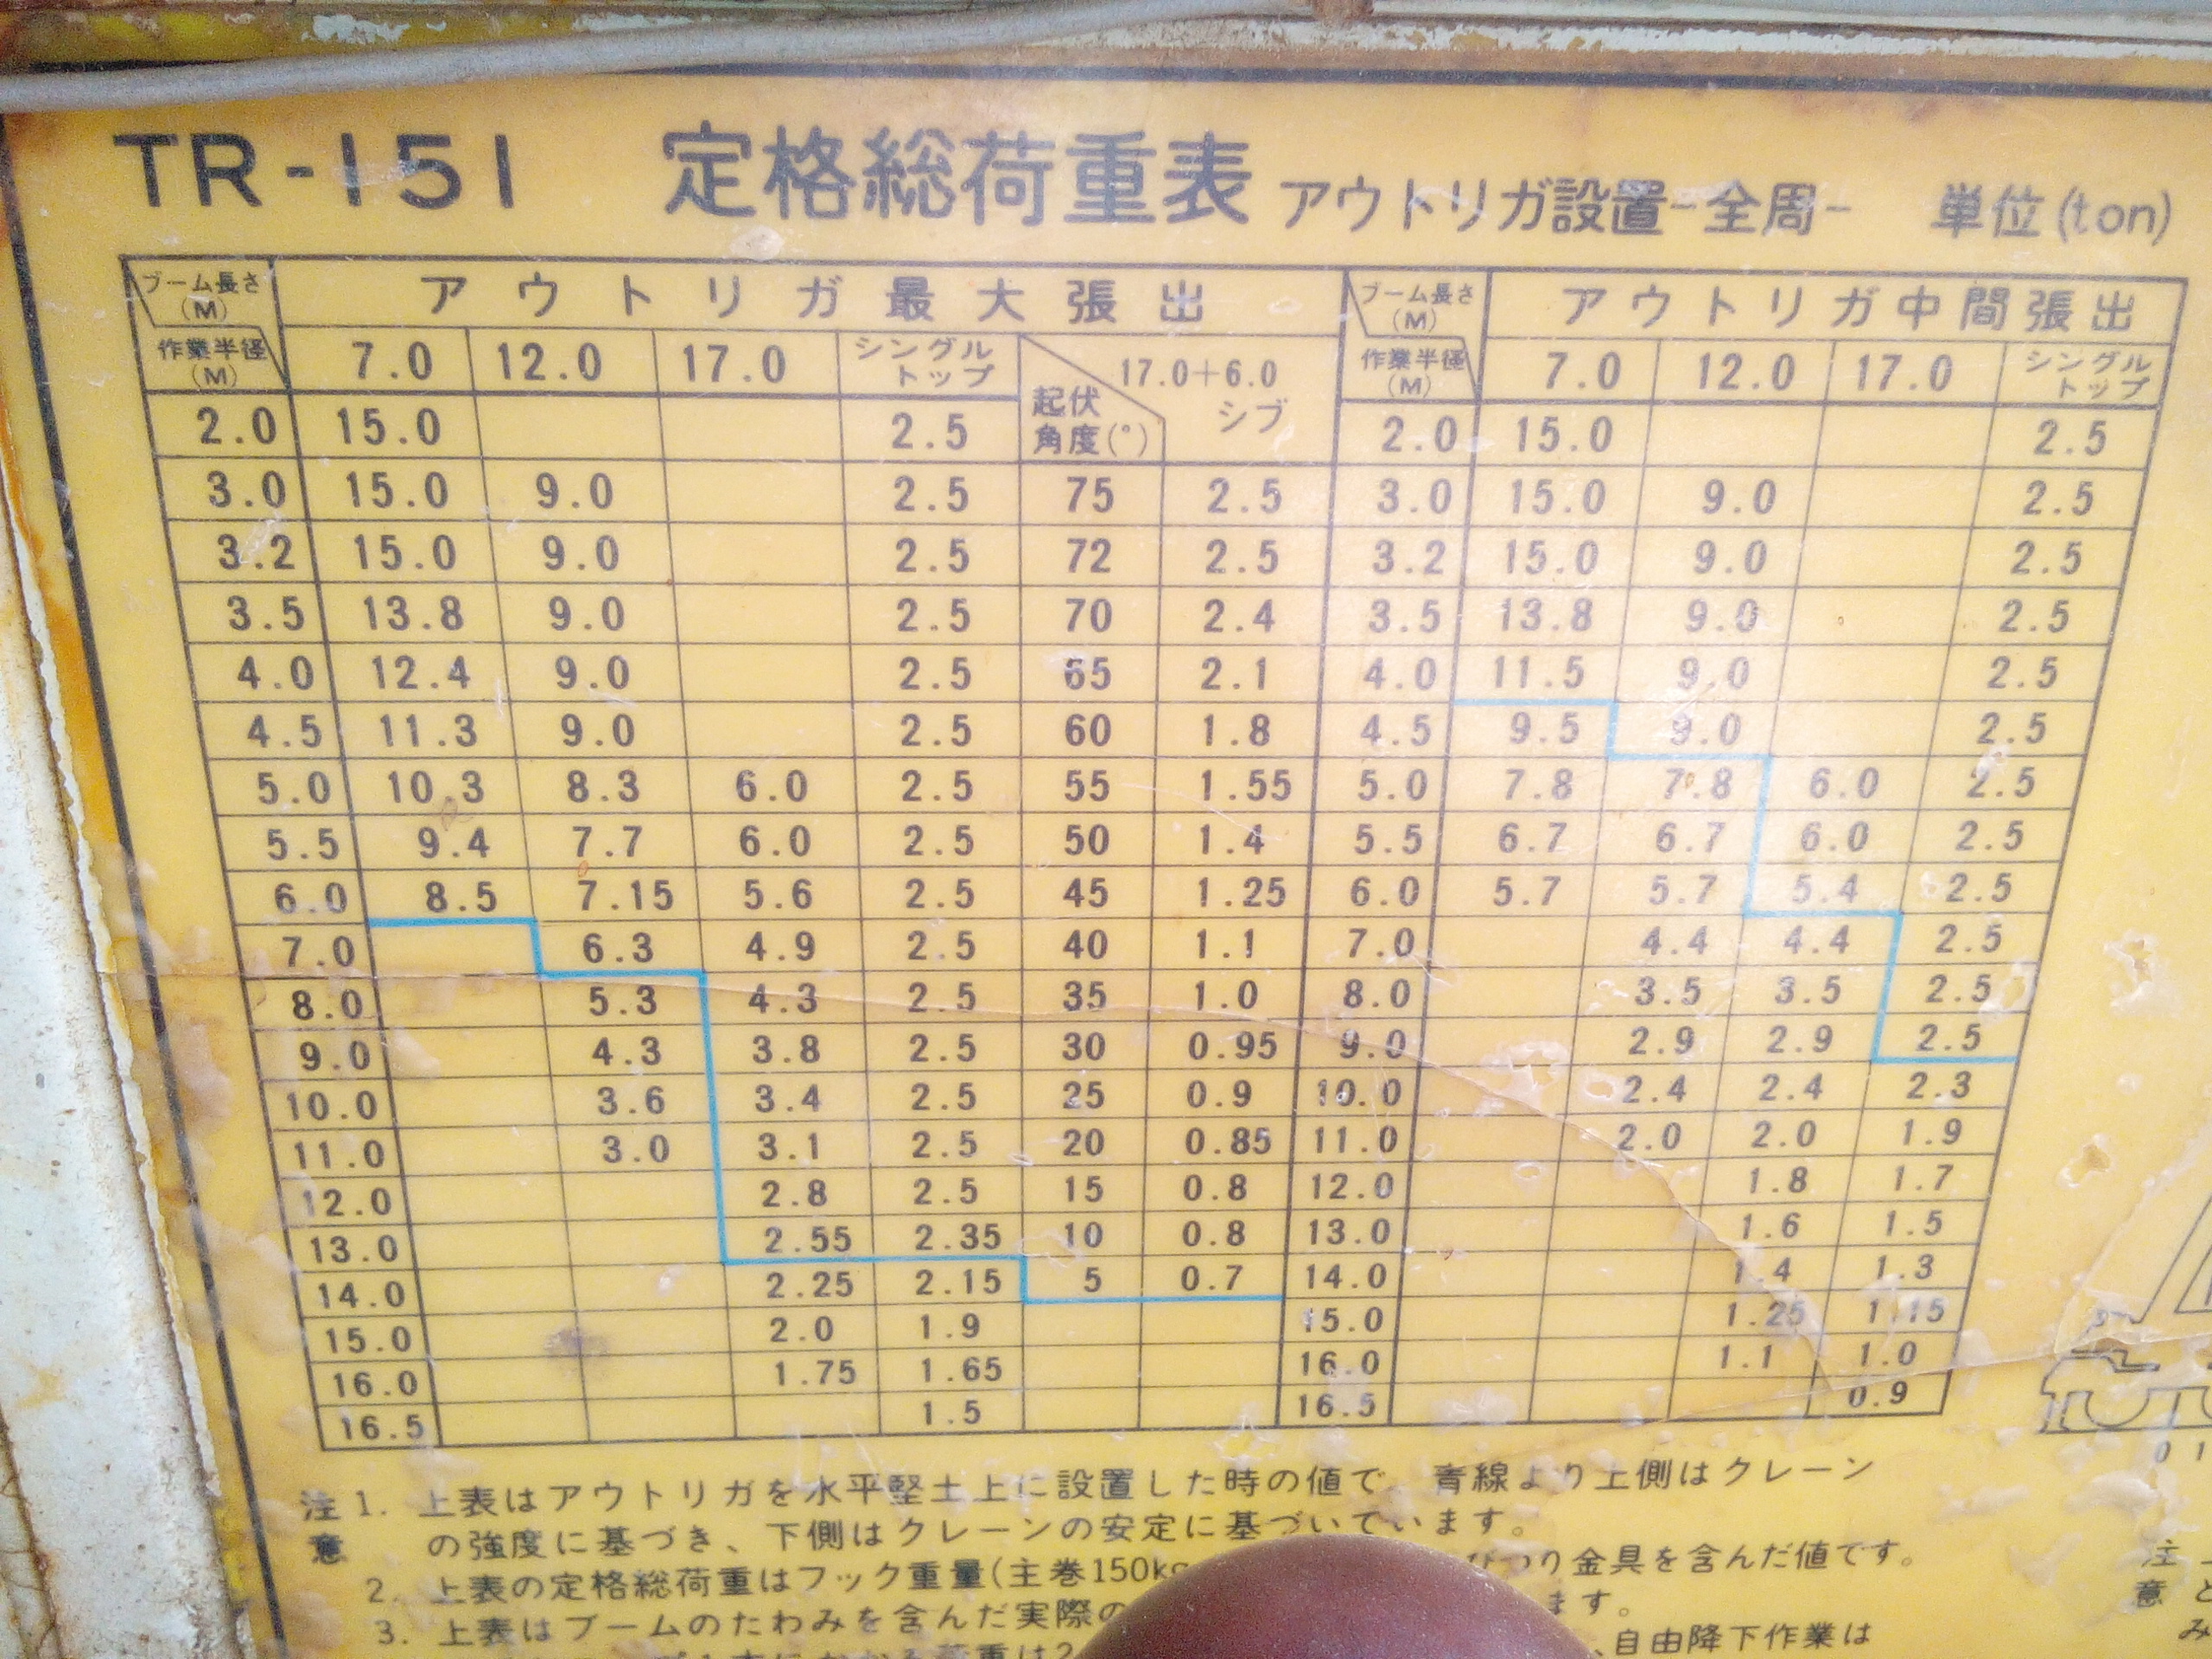 TR-151 定格総荷重表 アウトリガ設置-全周- 単位(ton)
ブーム長さ(M) アウトリガ最大張出 ブーム長さ(M) アウトリガ中間張出
作業半径(M) 7.0 12.0 17.0 シングルトップ 起伏角度(°) 17.0+6.0 シブ 作業半径(M) 7.0 12.0 17.0 シングルトップ
2.0 15.0 2.5 2.0 15.0 2.5
3.0 15.0 9.0 2.5 75 2.5 3.0 15.0 9.0 2.5
3.2 15.0 9.0 2.5 72 2.5 3.2 15.0 9.0 2.5
3.5 13.8 9.0 2.5 70 2.4 3.5 13.8 9.0 2.5
4.0 12.4 9.0 2.5 65 2.1 4.0 11.5 9.0 2.5
4.5 11.3 9.0 2.5 60 1.8 4.5 9.5 9.0 2.5
5.0 10.3 8.3 6.0 2.5 55 1.55 5.0 7.8 7.8 6.0 2.5
5.5 9.4 7.7 6.0 2.5 50 1.4 5.5 6.7 6.7 6.0 2.5
6.0 8.5 7.15 5.6 2.5 45 1.25 6.0 5.7 5.7 5.4 2.5
7.0 6.3 4.9 2.5 40 1.1 7.0 4.4 4.4 2.5
8.0 5.3 4.3 2.5 35 1.0 8.0 3.5 3.5 2.5
9.0 4.3 3.8 2.5 30 0.95 9.0 2.9 2.9 2.5
10.0 3.6 3.4 2.5 25 0.9 10.0 2.4 2.4 2.3
11.0 3.0 3.1 2.5 20 0.85 11.0 2.0 2.0 1.9
12.0 2.8 2.5 15 0.8 12.0 1.8 1.7
13.0 2.55 2.35 10 0.8 13.0 1.6 1.5
14.0 2.25 2.15 5 0.7 14.0 1.4 1.3
15.0 2.0 1.9 15.0 1.25 1.15
16.0 1.75 1.65 16.0 1.1 1.0
16.5 1.5 16.5 0.9
注意 1. 上表はアウトリガを水平堅土上に設置した時の値で 青線より上側はクレーン
の強度に基づき、下側はクレーンの安定に基づいています。
2. 上表の定格総荷重はフック重量(主巻150kg つり金具を含んだ値です。
3. 上表はブームのたわみを含んだ実際の ます。
荷重は2 、自由降下作業は
0 1
注意